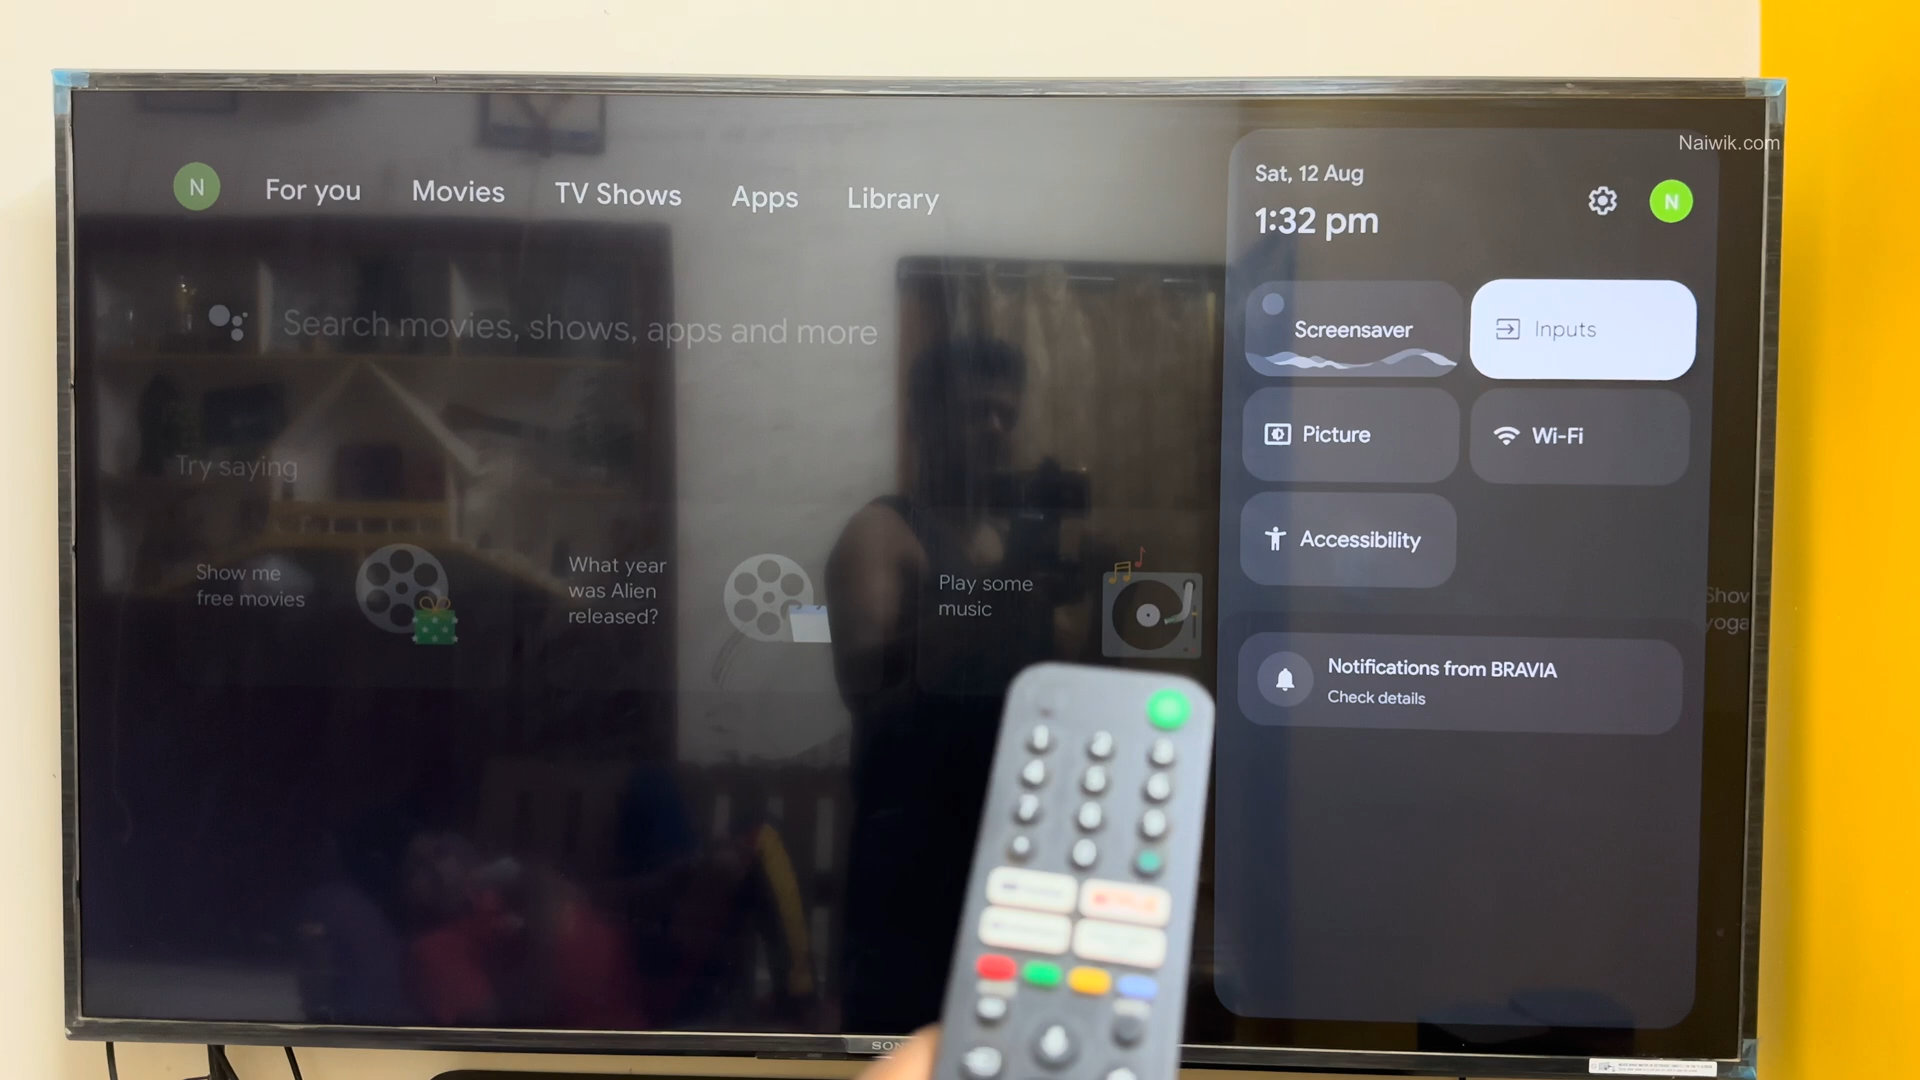 Naiwik.com
N
For you
Movies
TV Shows
Apps
Library
Search movies, shows, apps and more
Try saying
Show me
free movies
What year
was Alien
released?
Play some
music
Sat, 12 Aug
1:32 pm
N
Screensaver
Inputs
Picture
Wi-Fi
Accessibility
Notifications from BRAVIA
Check details
Show
yoga